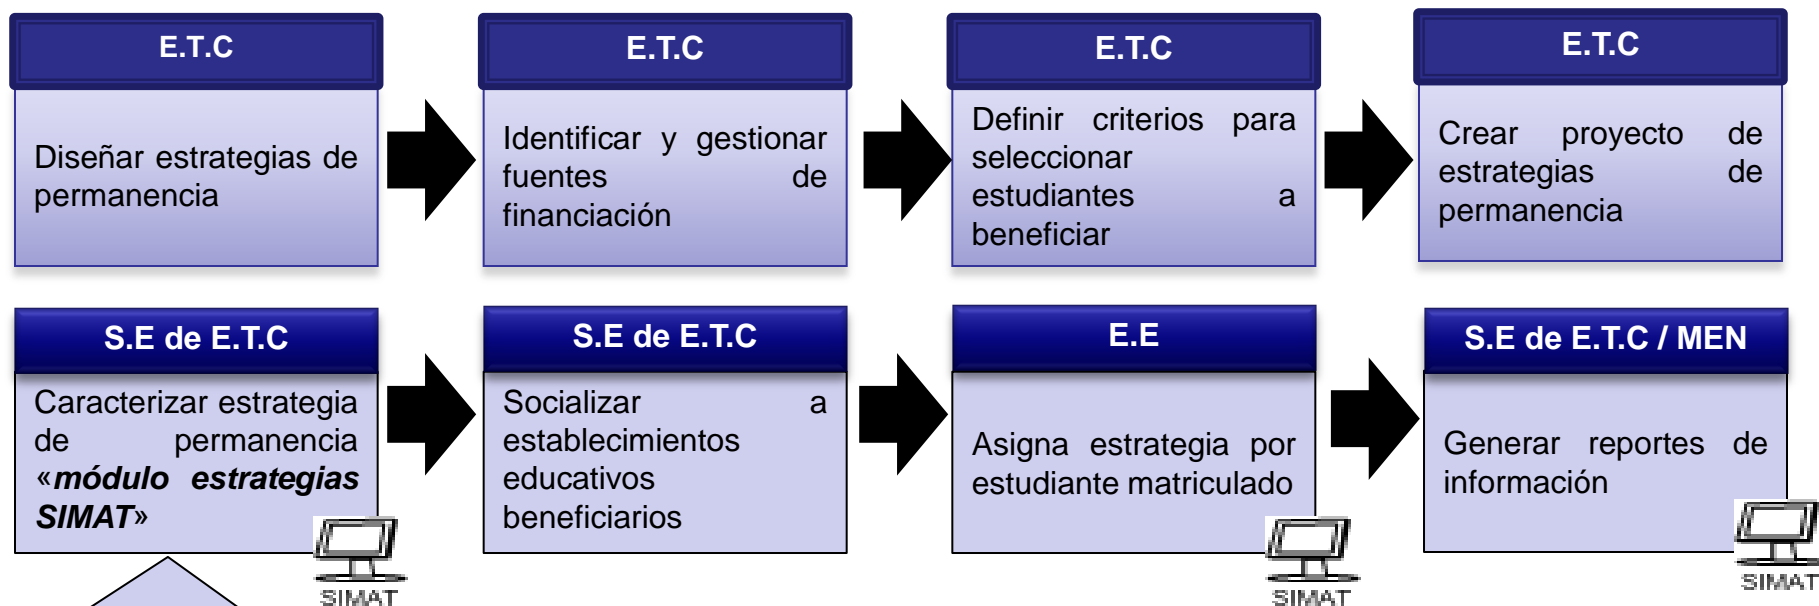 E.T.C
Diseñar estrategias de
permanencia
E.T.C
Identificar y gestionar
fuentes de
financiación
E.T.C
Definir criterios para
seleccionar
estudiantes a
beneficiar
E.T.C
Crear proyecto de
estrategias de
permanencia
S.E de E.T.C
Caracterizar estrategia
de permanencia
«módulo estrategias
SIMAT»
SIMAT
S.E de E.T.C
Socializar a
establecimientos
educativos
beneficiarios
E.E
Asigna estrategia por
estudiante matriculado
SIMAT
S.E de E.T.C / MEN
Generar reportes de
información
SIMAT